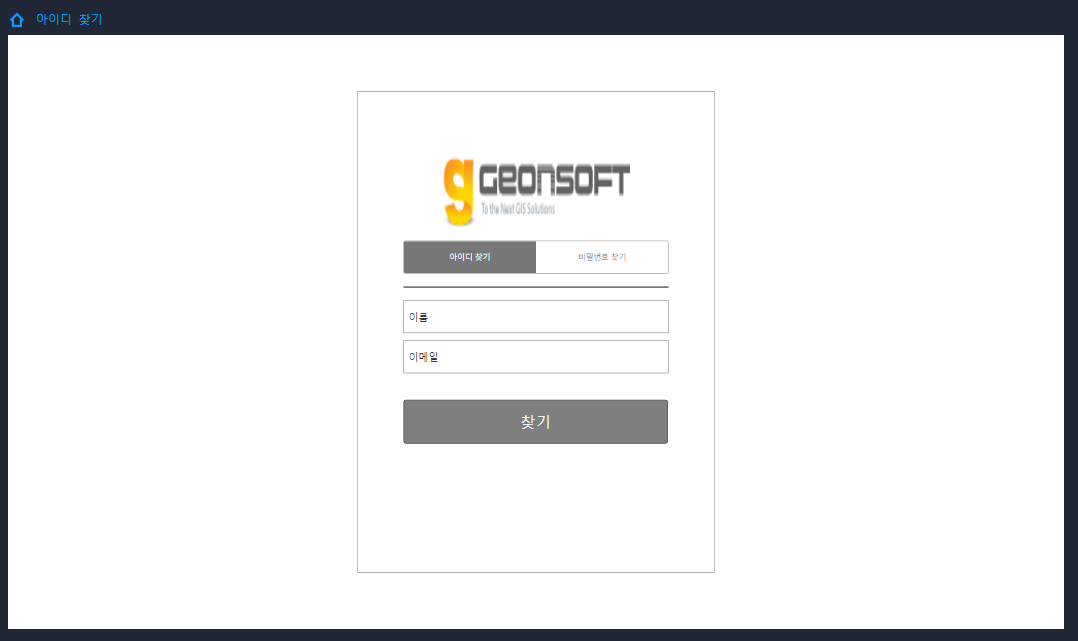 아이디 찾기
g GEONSOFT
To the Next GIS Solutions
아이디 찾기 비밀번호 찾기
이름
이메일
찾기